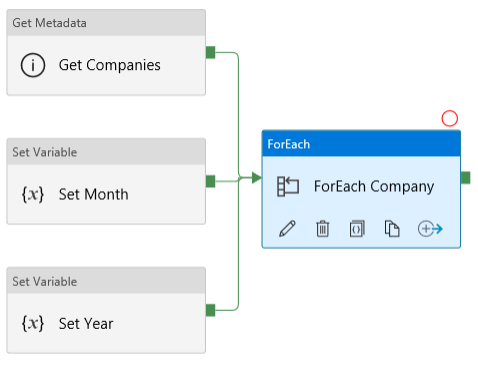 Get Metadata
Get Companies
Set Variable
{x} Set Month
Set Variable
{x} Set Year
ForEach
ForEach Company